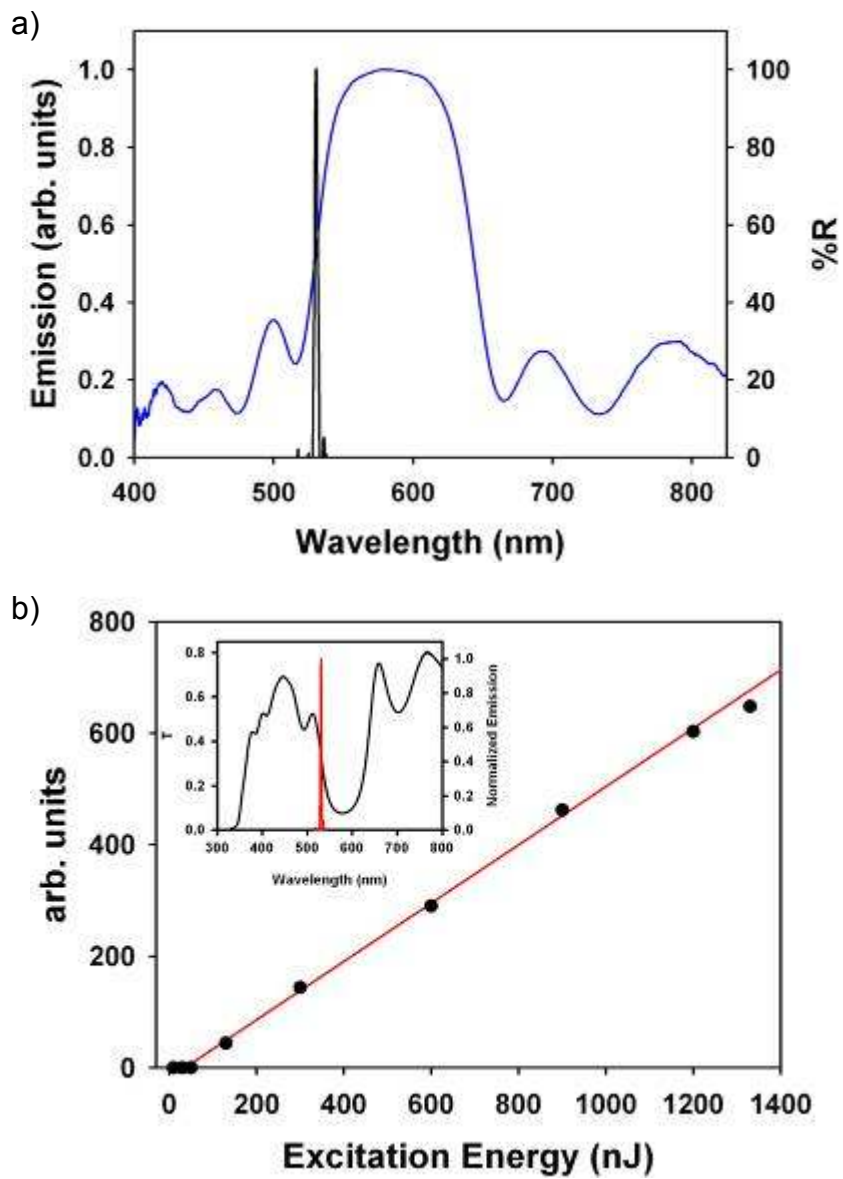 a)
Emission (arb. units)
1.0
0.8
0.6
0.4
0.2
0.0
100
80
60
40
20
0
%R
400 500 600 700 800
Wavelength (nm)
b)
arb. units
800
600
400
200
0
T
0.8
0.6
0.4
0.2
0.0
1.0
0.8
0.6
0.4
0.2
0.0
Normalized Emission
300 400 500 600 700 800
Wavelength (nm)
0 200 400 600 800 1000 1200 1400
Excitation Energy (nJ)